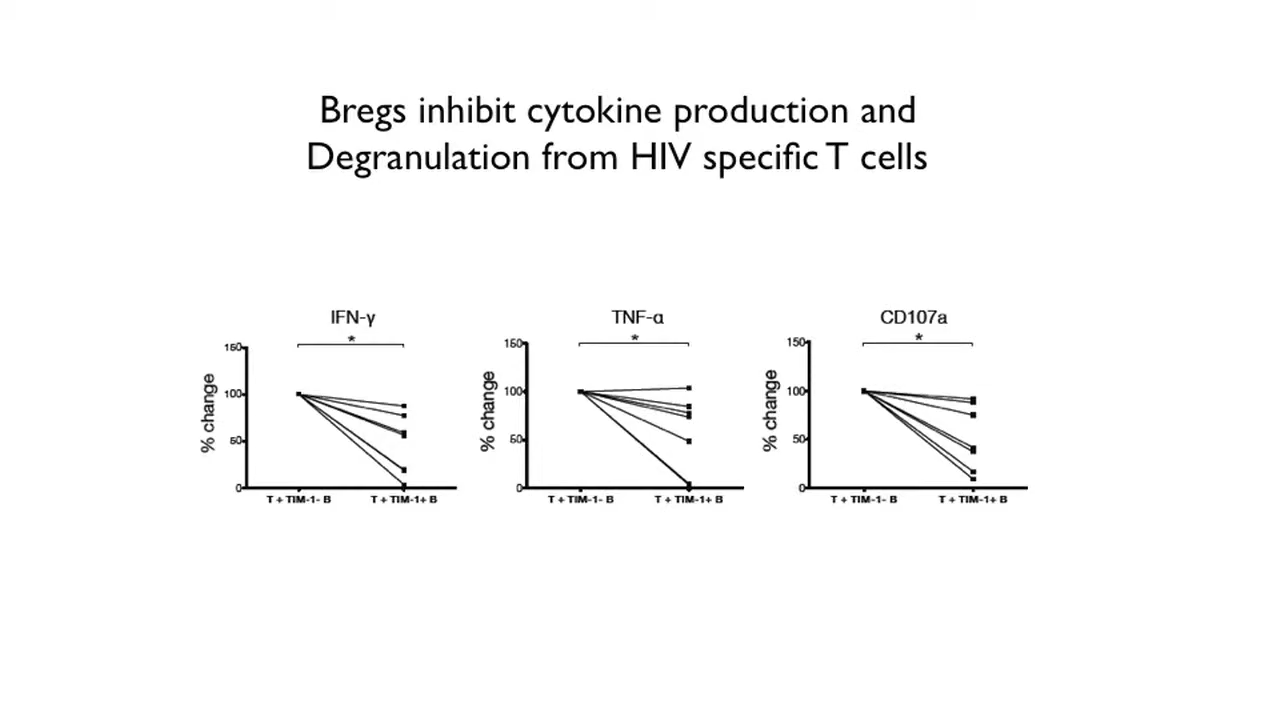 Bregs inhibit cytokine production and
Degranulation from HIV specific T cells
IFN-γ
*
150
100
50
0
% change
T + TIM-1- B
T + TIM-1+ B
TNF-α
*
150
100
50
0
% change
T + TIM-1- B
T + TIM-1+ B
CD107a
*
150
100
50
0
% change
T + TIM-1- B
T + TIM-1+ B